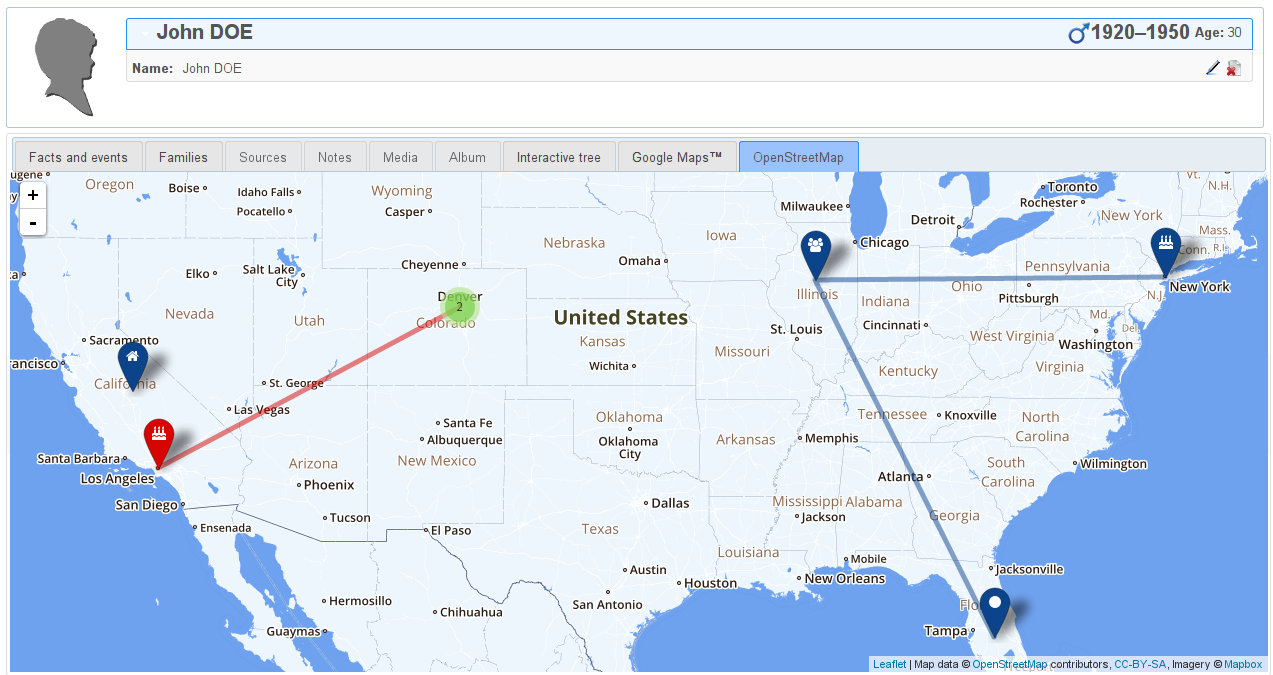 John DOE
1920–1950 Age: 30
Name: John DOE
Facts and events
Families
Sources
Notes
Media
Album
Interactive tree
Google Maps™
OpenStreetMap
+
-
Oregon
Boise
Idaho Falls
Pocatello
Wyoming
Casper
Milwaukee
Toronto
Rochester
New York
Vt.
N.H.
Mass.
Conn.
R.I.
Detroit
Chicago
Iowa
Nebraska
Omaha
Cheyenne
Elko
Salt Lake
City
Nevada
Utah
Denver
2
Colorado
United States
Kansas
Wichita
Illinois
Indiana
Ohio
Pennsylvania
Pittsburgh
New York
N.J.
Md.
Del.
Washington
West Virginia
Virginia
Cincinnati
St. Louis
Missouri
Kentucky
Sacramento
California
St. George
Las Vegas
Santa Fe
Albuquerque
New Mexico
Oklahoma
Oklahoma
City
Arkansas
Memphis
Tennessee
Knoxville
North
Carolina
South
Carolina
Wilmington
Atlanta
Santa Barbara
Los Angeles
San Diego
Arizona
Phoenix
Tucson
El Paso
Ensenada
Dallas
Texas
Mississippi
Alabama
Jackson
Georgia
Louisiana
Mobile
New Orleans
Jacksonville
Austin
Houston
San Antonio
Hermosillo
Chihuahua
Guaymas
Tampa
Leaflet | Map data © OpenStreetMap contributors, CC-BY-SA, Imagery © Mapbox